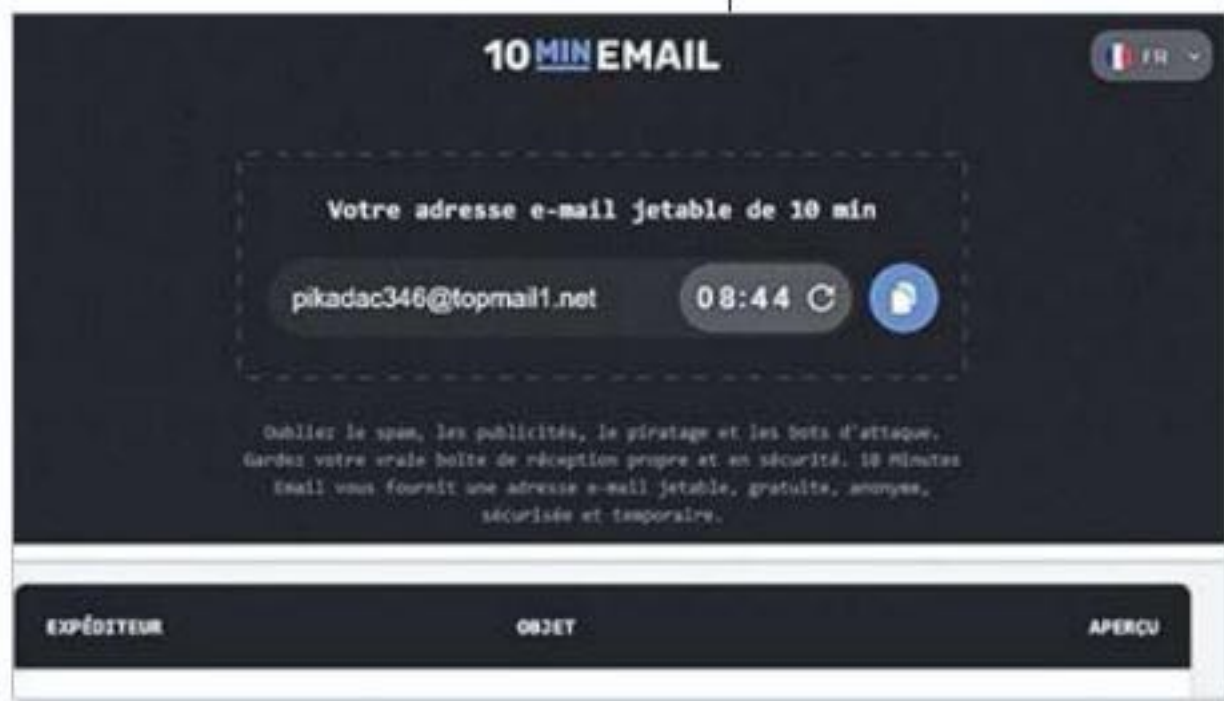 10 MIN EMAIL
FR
Votre adresse e-mail jetable de 10 min
pikadac346@topmail1.net
08:44
Oubliez le spam, les publicités, le piratage et les bots d'attaque.
Gardez votre vraie boîte de réception propre et en sécurité. 10 Minutes
Email vous fournit une adresse e-mail jetable, gratuite, anonyme,
sécurisée et temporaire.
EXPÉDITEUR OBJET APERÇU